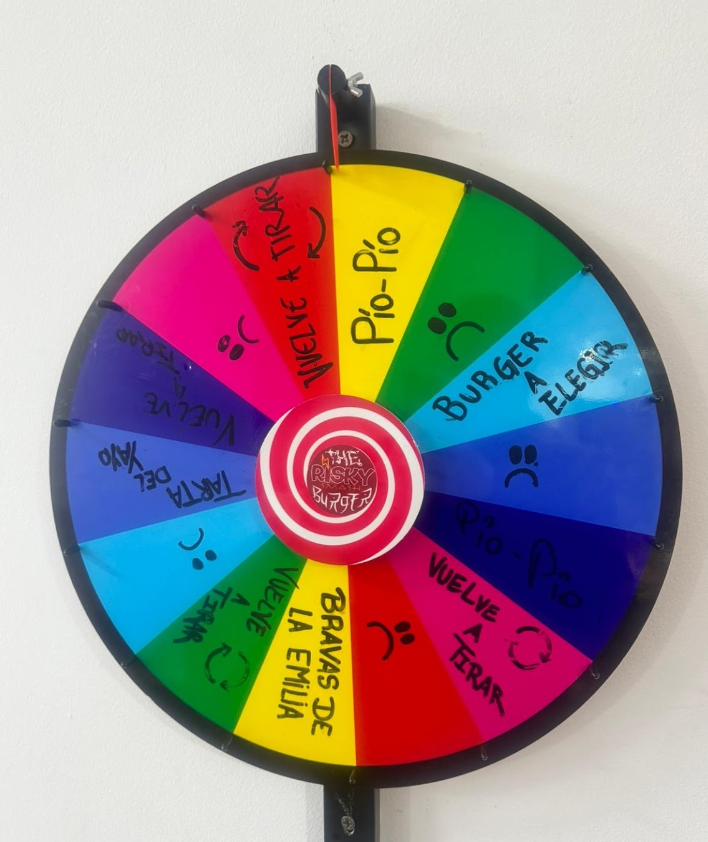 Pío-Pío
BURGER
A
ELEGIR
Pío-Pío
VUELVE
A
TIRAR
BRAVAS DE
LA EMILIA
VUELVE
A
TIRAR
TARTA
DEL
YAYO
VUELVE
A
TIRAR
VUELVE A TIRAR
THE
RISKY
BURGER